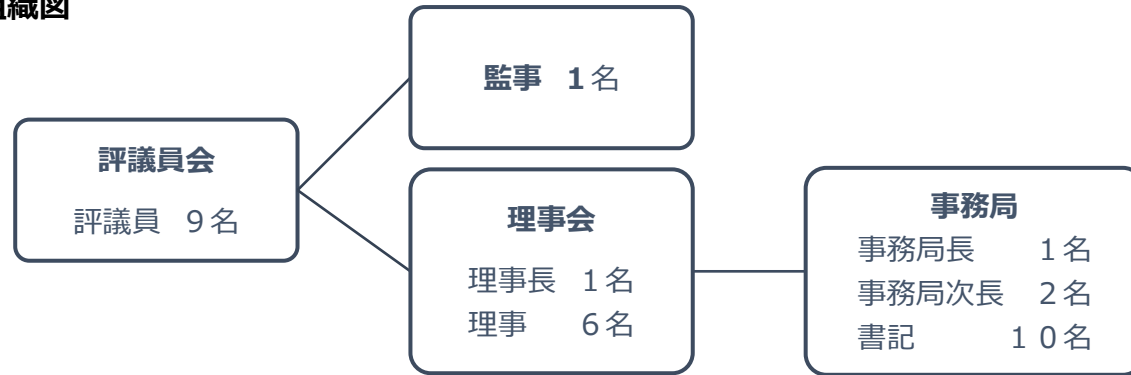 織図
監事 1名
評議員会
評議員 9名
理事会
理事長 1名
理事 6名
事務局
事務局長 1名
事務局次長 2名
書記 10名